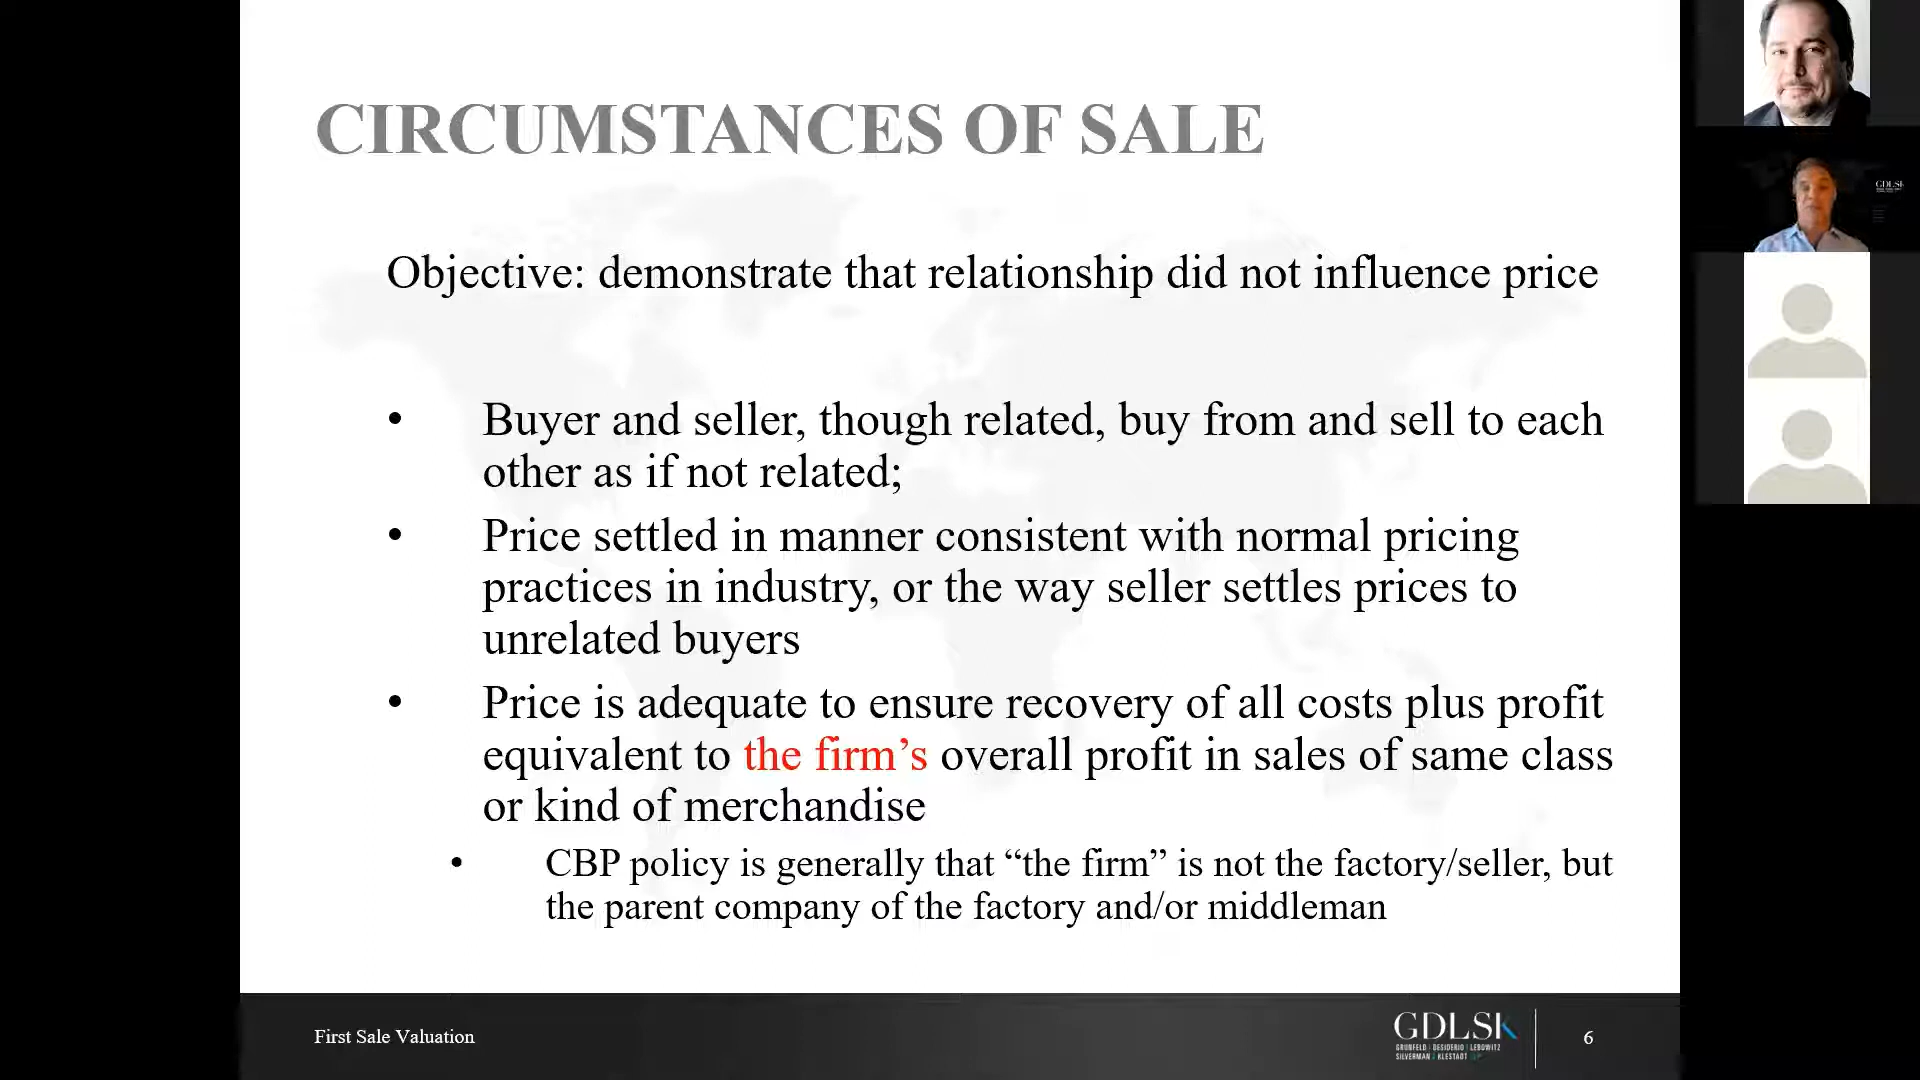 CIRCUMSTANCES OF SALE
Objective: demonstrate that relationship did not influence price
• Buyer and seller, though related, buy from and sell to each
other as if not related;
• Price settled in manner consistent with normal pricing
practices in industry, or the way seller settles prices to
unrelated buyers
• Price is adequate to ensure recovery of all costs plus profit
equivalent to the firm’s overall profit in sales of same class
or kind of merchandise
• CBP policy is generally that “the firm” is not the factory/seller, but
the parent company of the factory and/or middleman
First Sale Valuation
GDLSK
GRUNFELD | DESIDERIO | LEBOWITZ
SILVERMAN | KLESTADT
6
GDLSK